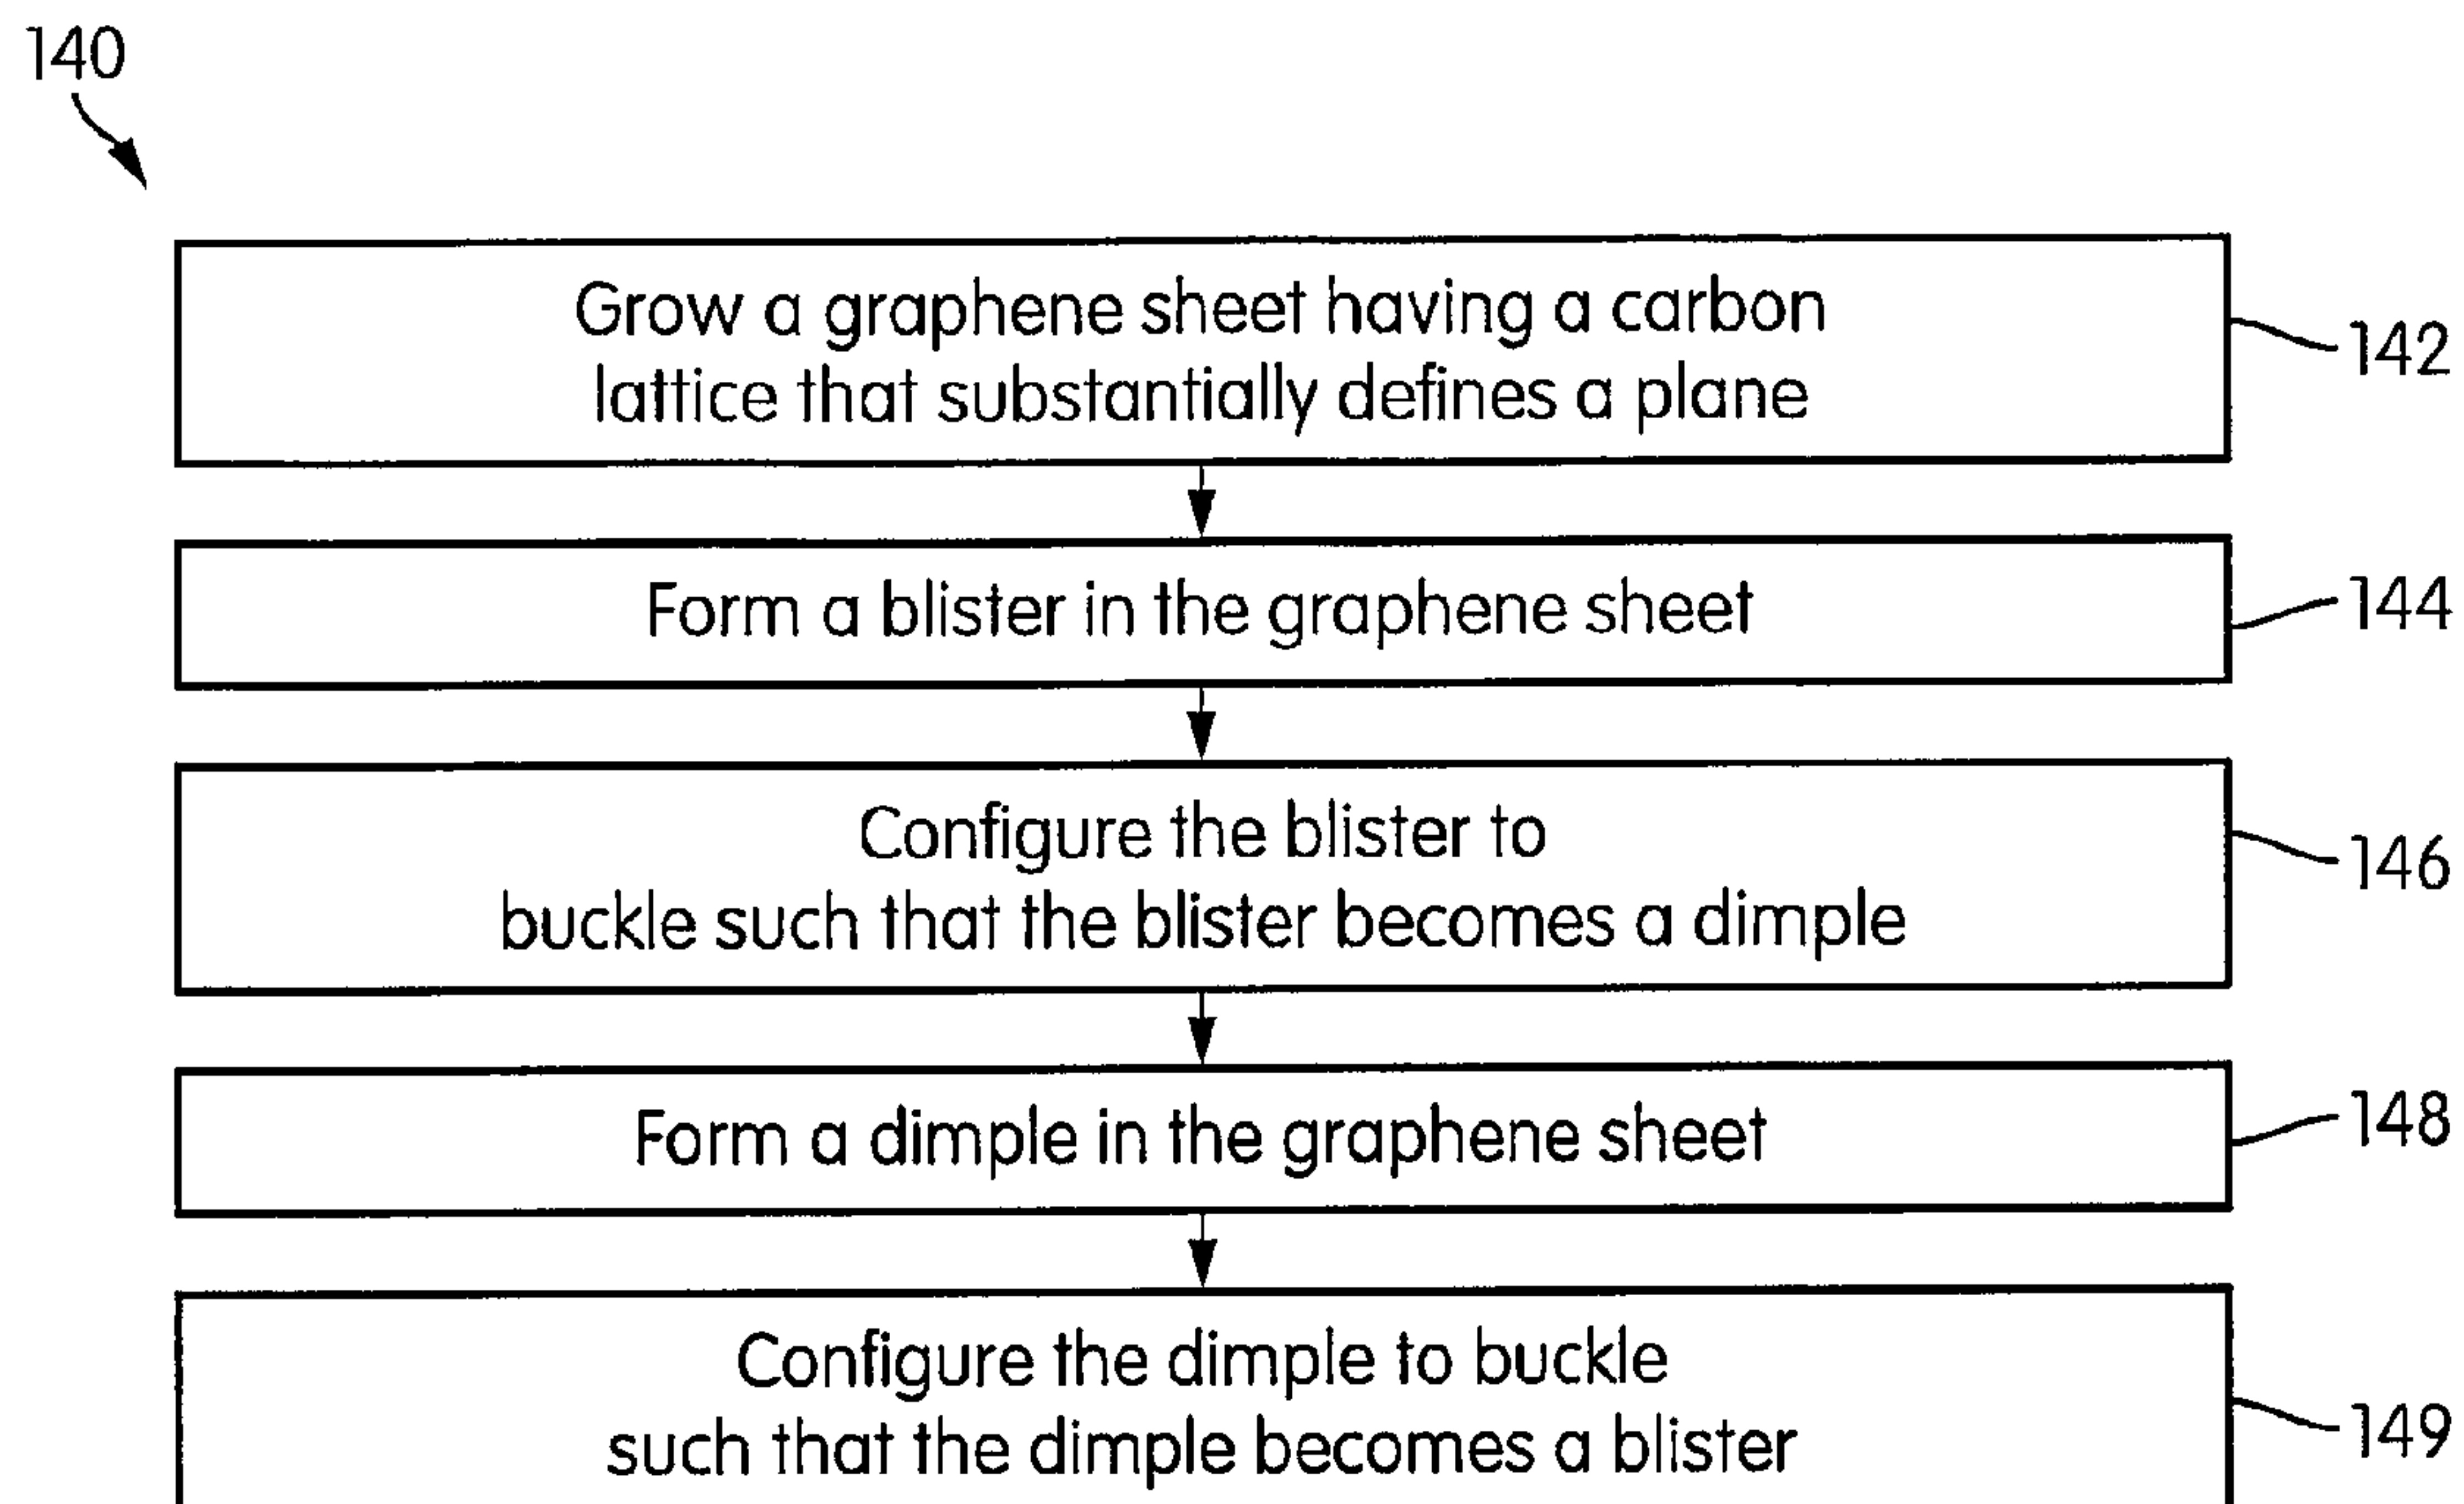 140
Grow a graphene sheet having a carbon
lattice that substantially defines a plane
142
Form a blister in the graphene sheet
144
Configure the blister to
buckle such that the blister becomes a dimple
146
Form a dimple in the graphene sheet
148
Configure the dimple to buckle
such that the dimple becomes a blister
149